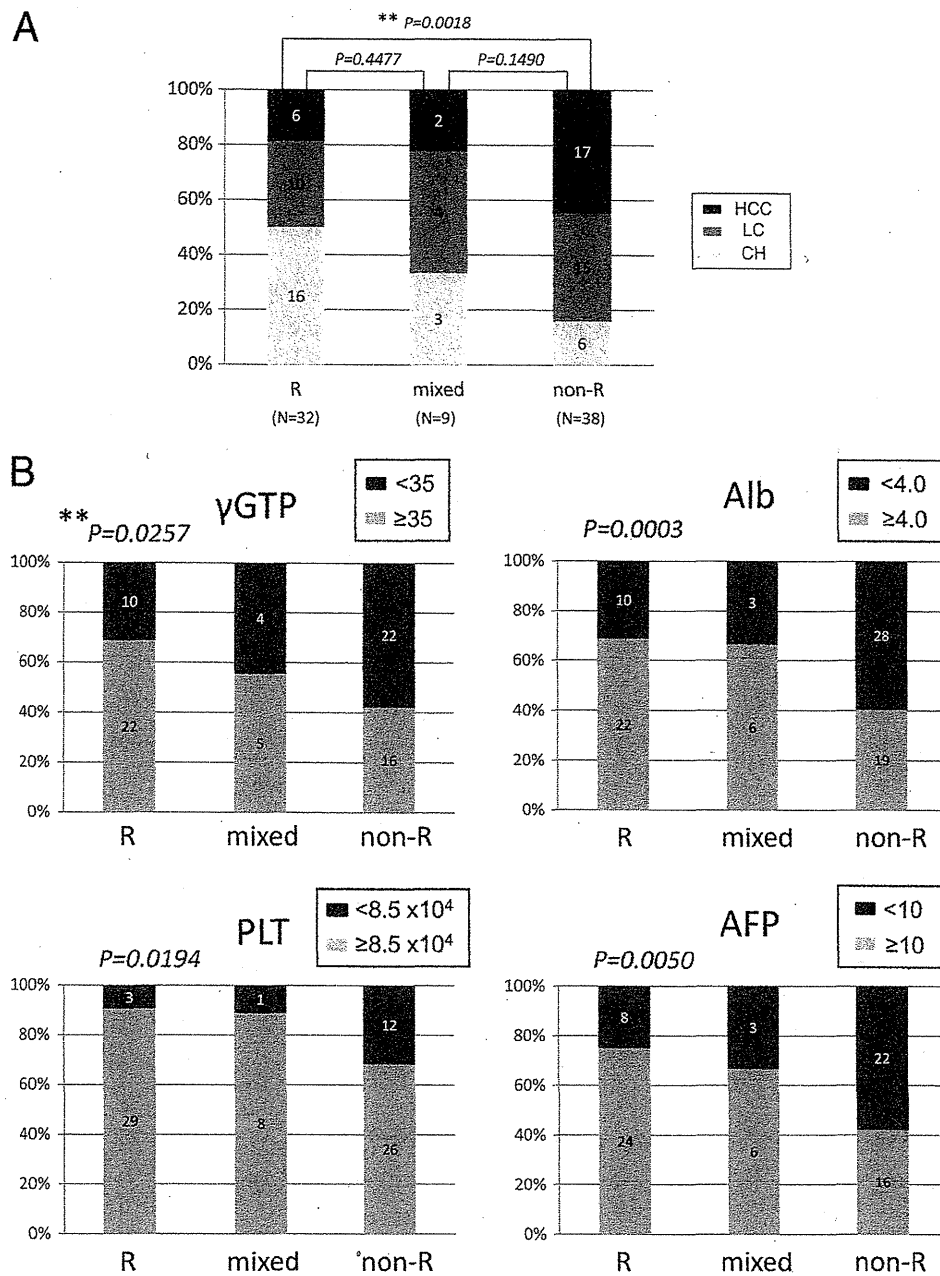 A
** P=0.0018
P=0.4477 P=0.1490
100%
80%
60%
40%
20%
0%
6
10
16
2
3
17
15
6
R mixed non-R
(N=32) (N=9) (N=38)
HCC
LC
CH
B
γGTP
<35
≥35
** P=0.0257
100%
80%
60%
40%
20%
0%
10
22
4
5
22
16
R mixed non-R
Alb
<4.0
≥4.0
P=0.0003
100%
80%
60%
40%
20%
0%
10
22
3
6
28
19
R mixed non-R
PLT
<8.5 x10⁴
≥8.5 x10⁴
P=0.0194
100%
80%
60%
40%
20%
0%
3
29
1
8
12
26
R mixed non-R
AFP
<10
≥10
P=0.0050
100%
80%
60%
40%
20%
0%
8
24
3
6
22
16
R mixed non-R